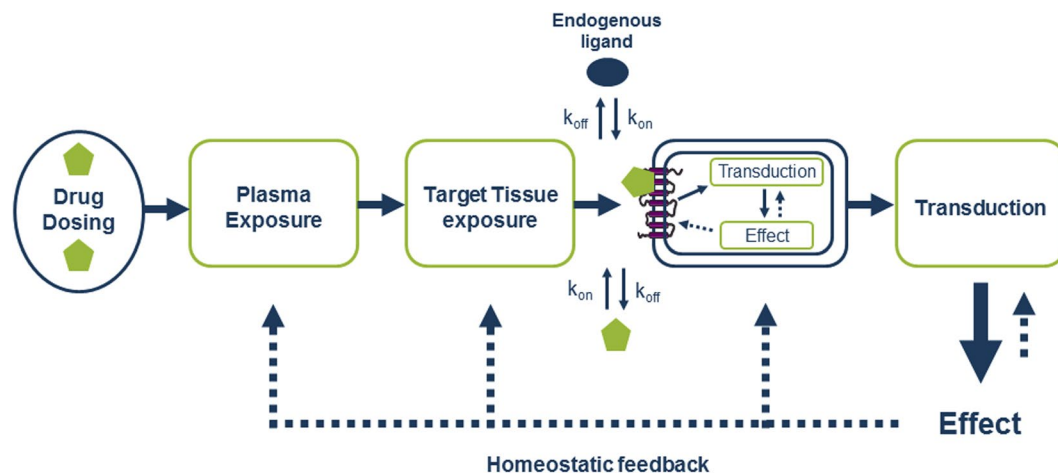 Endogenous
ligand
koff
kon
Drug
Dosing
Plasma
Exposure
Target Tissue
exposure
Transduction
Effect
Transduction
kon
koff
Effect
Homeostatic feedback